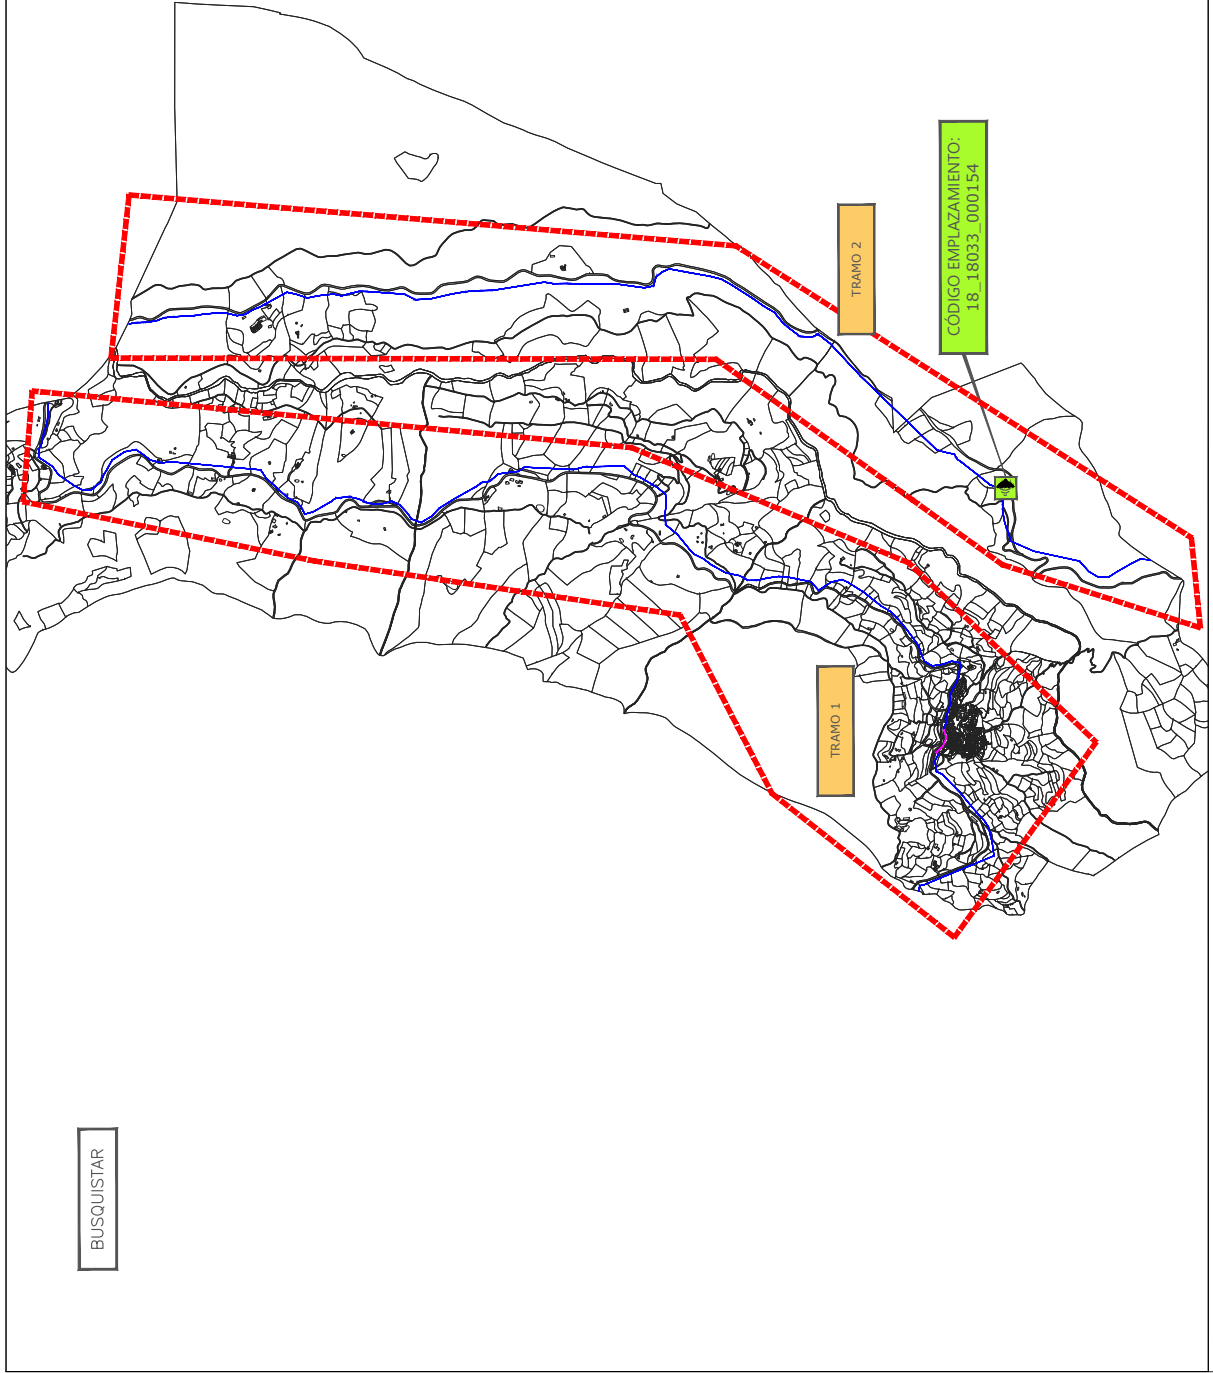 BUSQUISTAR
TRAMO 1
TRAMO 2
CÓDIGO EMPLAZAMIENTO:
18_18033_000154